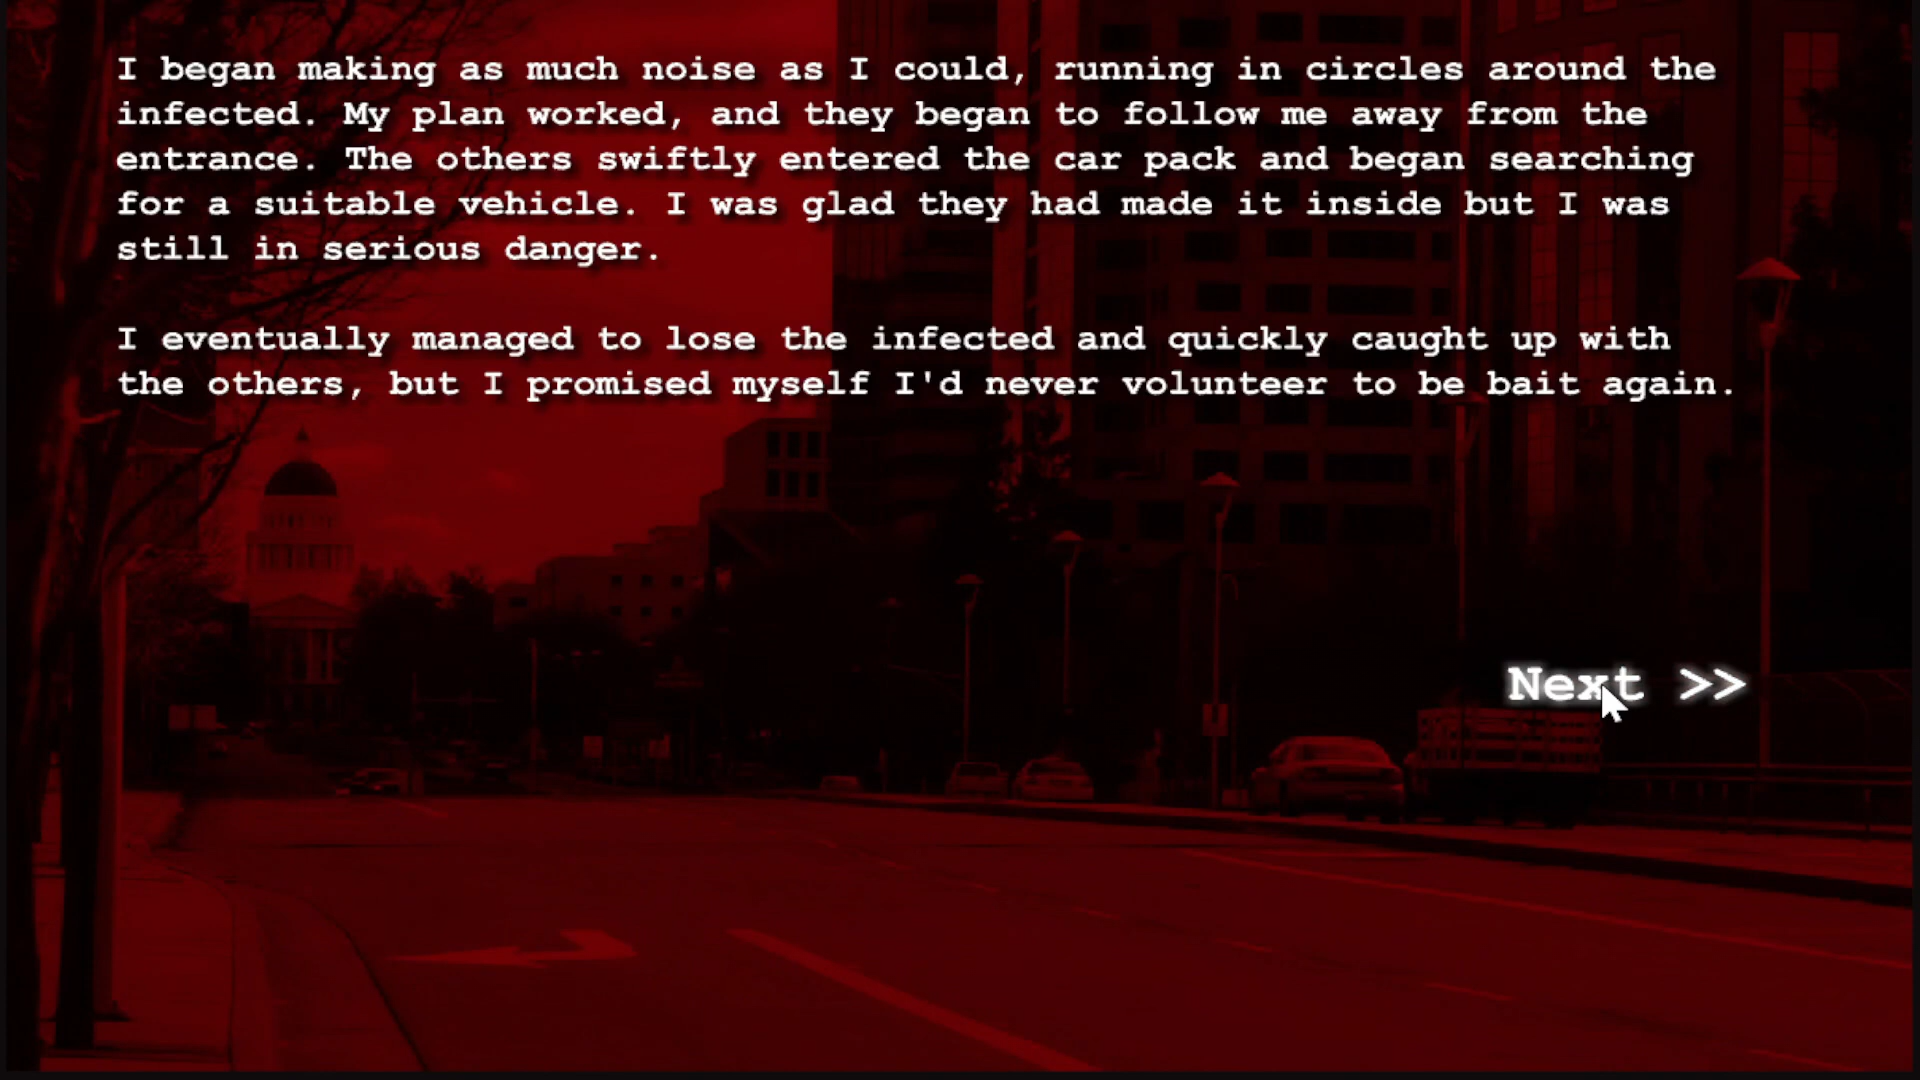 I began making as much noise as I could, running in circles around the
infected. My plan worked, and they began to follow me away from the
entrance. The others swiftly entered the car pack and began searching
for a suitable vehicle. I was glad they had made it inside but I was
still in serious danger.
I eventually managed to lose the infected and quickly caught up with
the others, but I promised myself I'd never volunteer to be bait again.
Next >>